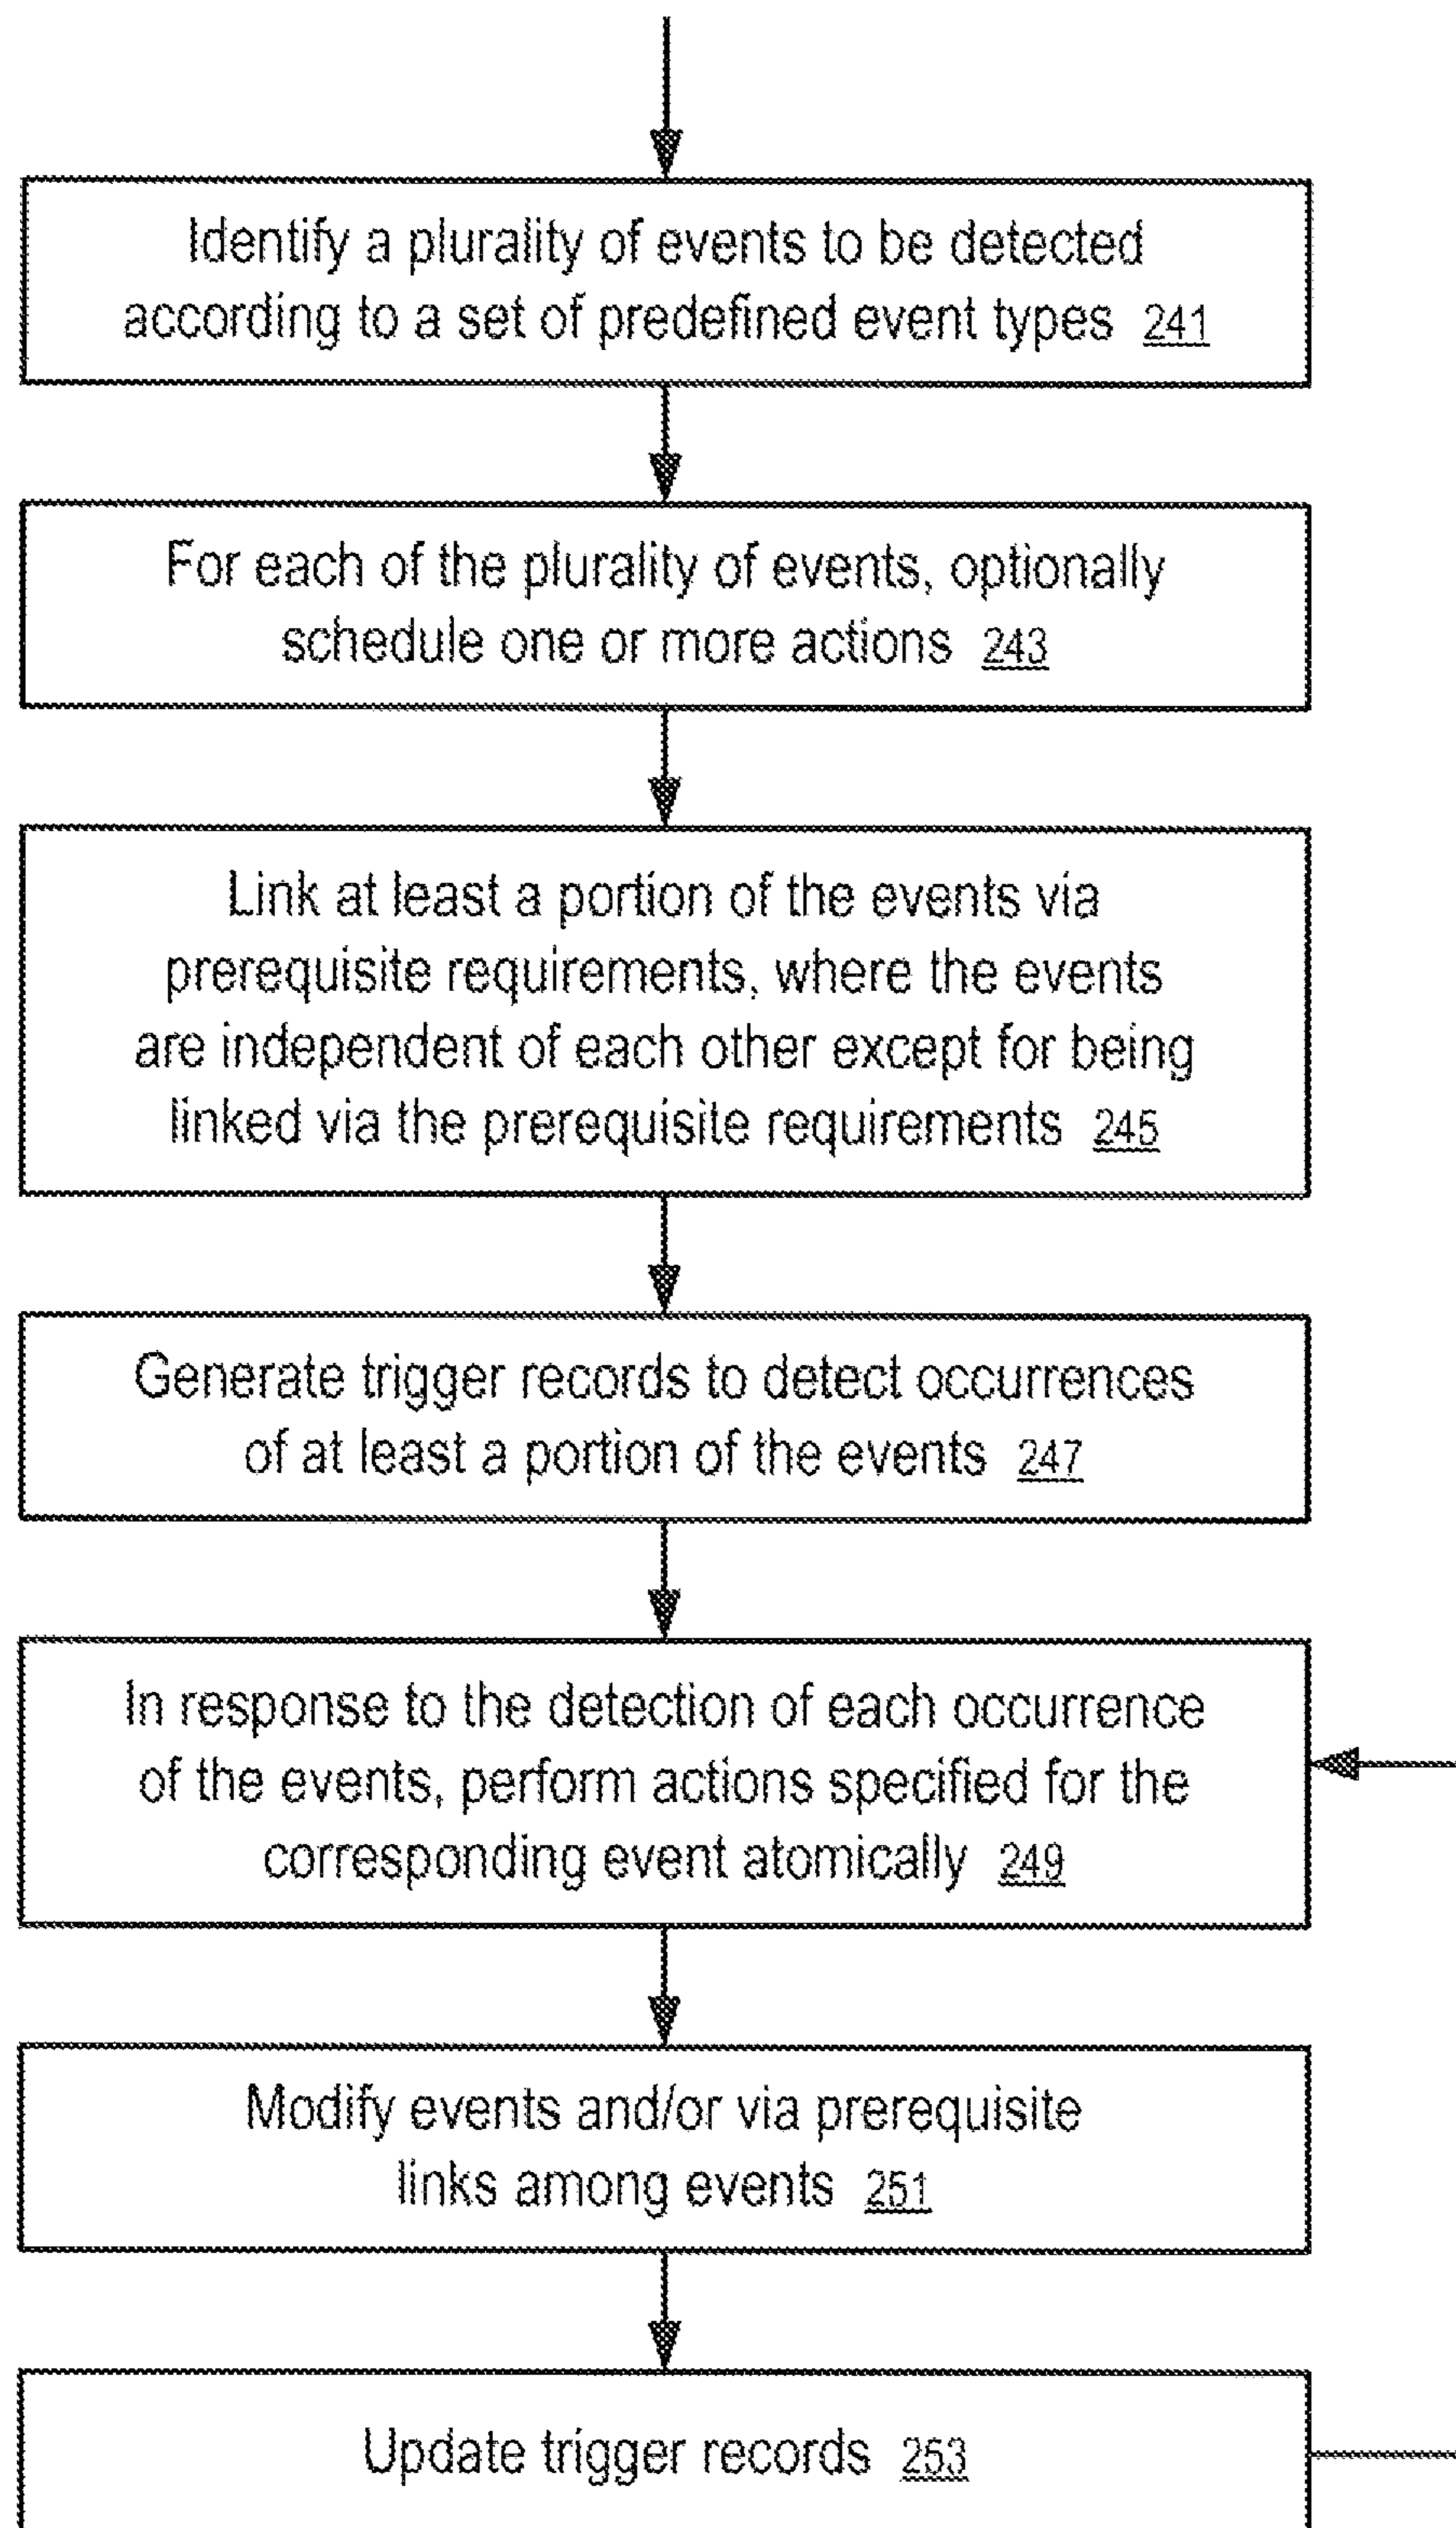 Identify a plurality of events to be detected
according to a set of predefined event types 241
For each of the plurality of events, optionally
schedule one or more actions 243
Link at least a portion of the events via
prerequisite requirements, where the events
are independent of each other except for being
linked via the prerequisite requirements 245
Generate trigger records to detect occurrences
of at least a portion of the events 247
In response to the detection of each occurrence
of the events, perform actions specified for the
corresponding event atomically 249
Modify events and/or via prerequisite
links among events 251
Update trigger records 253